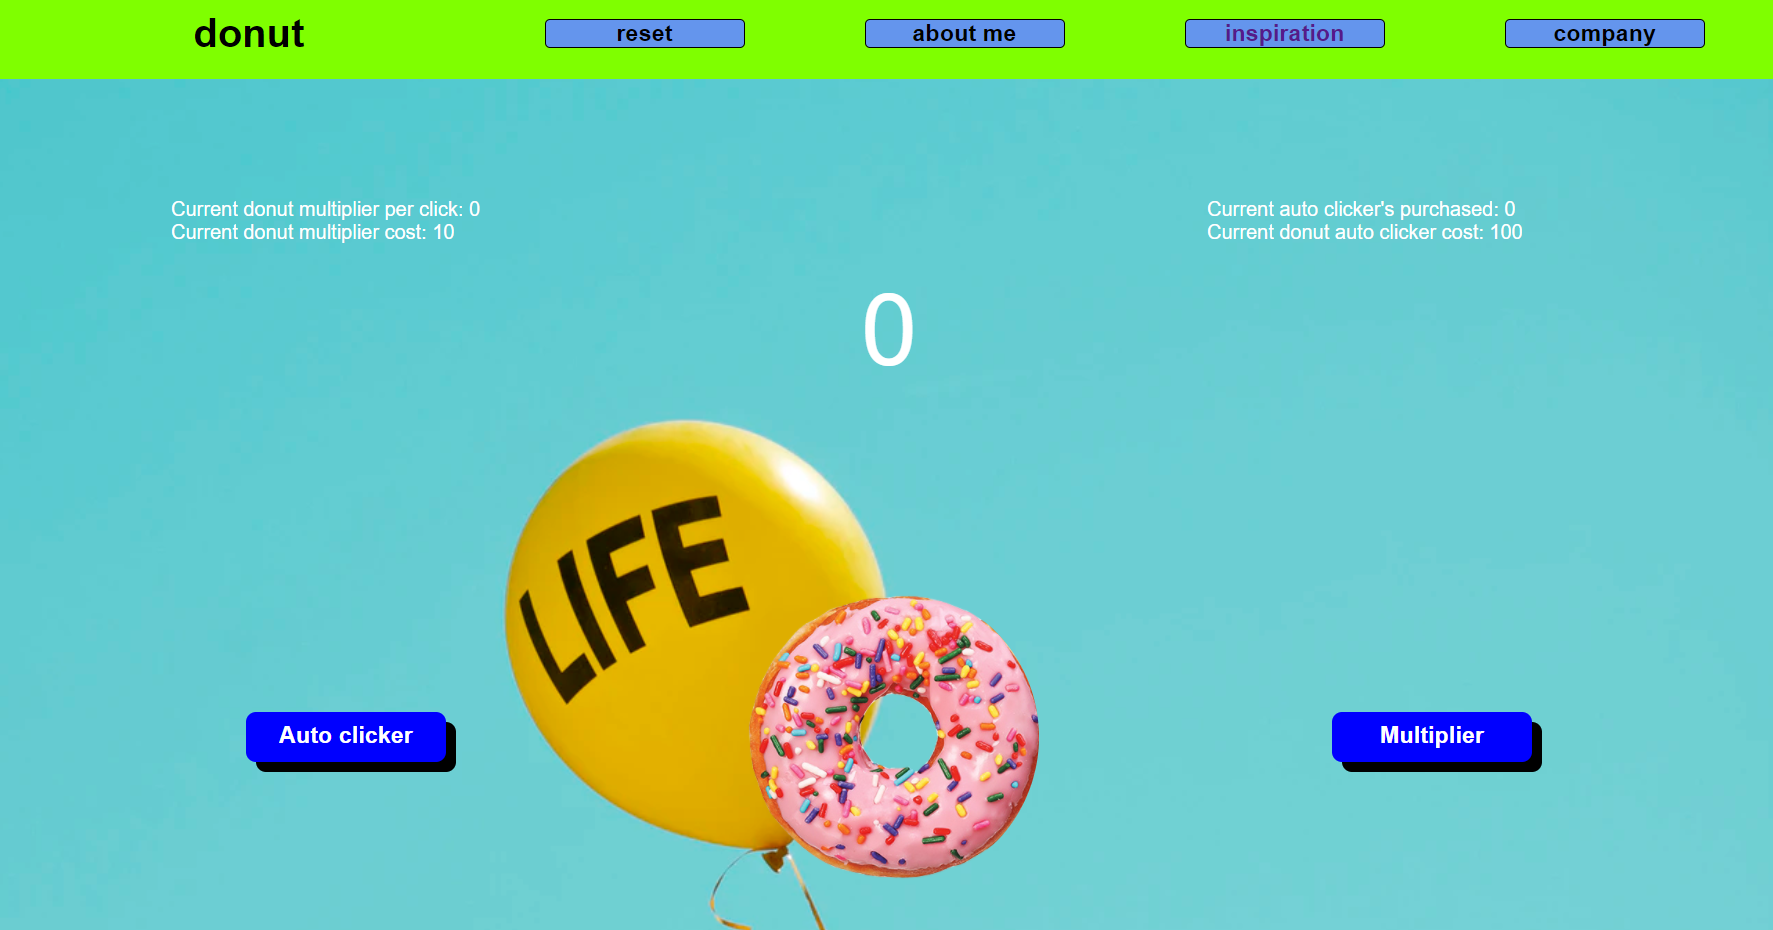 donut
reset
about me
inspiration
company
Current donut multiplier per click: 0
Current donut multiplier cost: 10
Current auto clicker's purchased: 0
Current donut auto clicker cost: 100
0
LIFE
Auto clicker
Multiplier